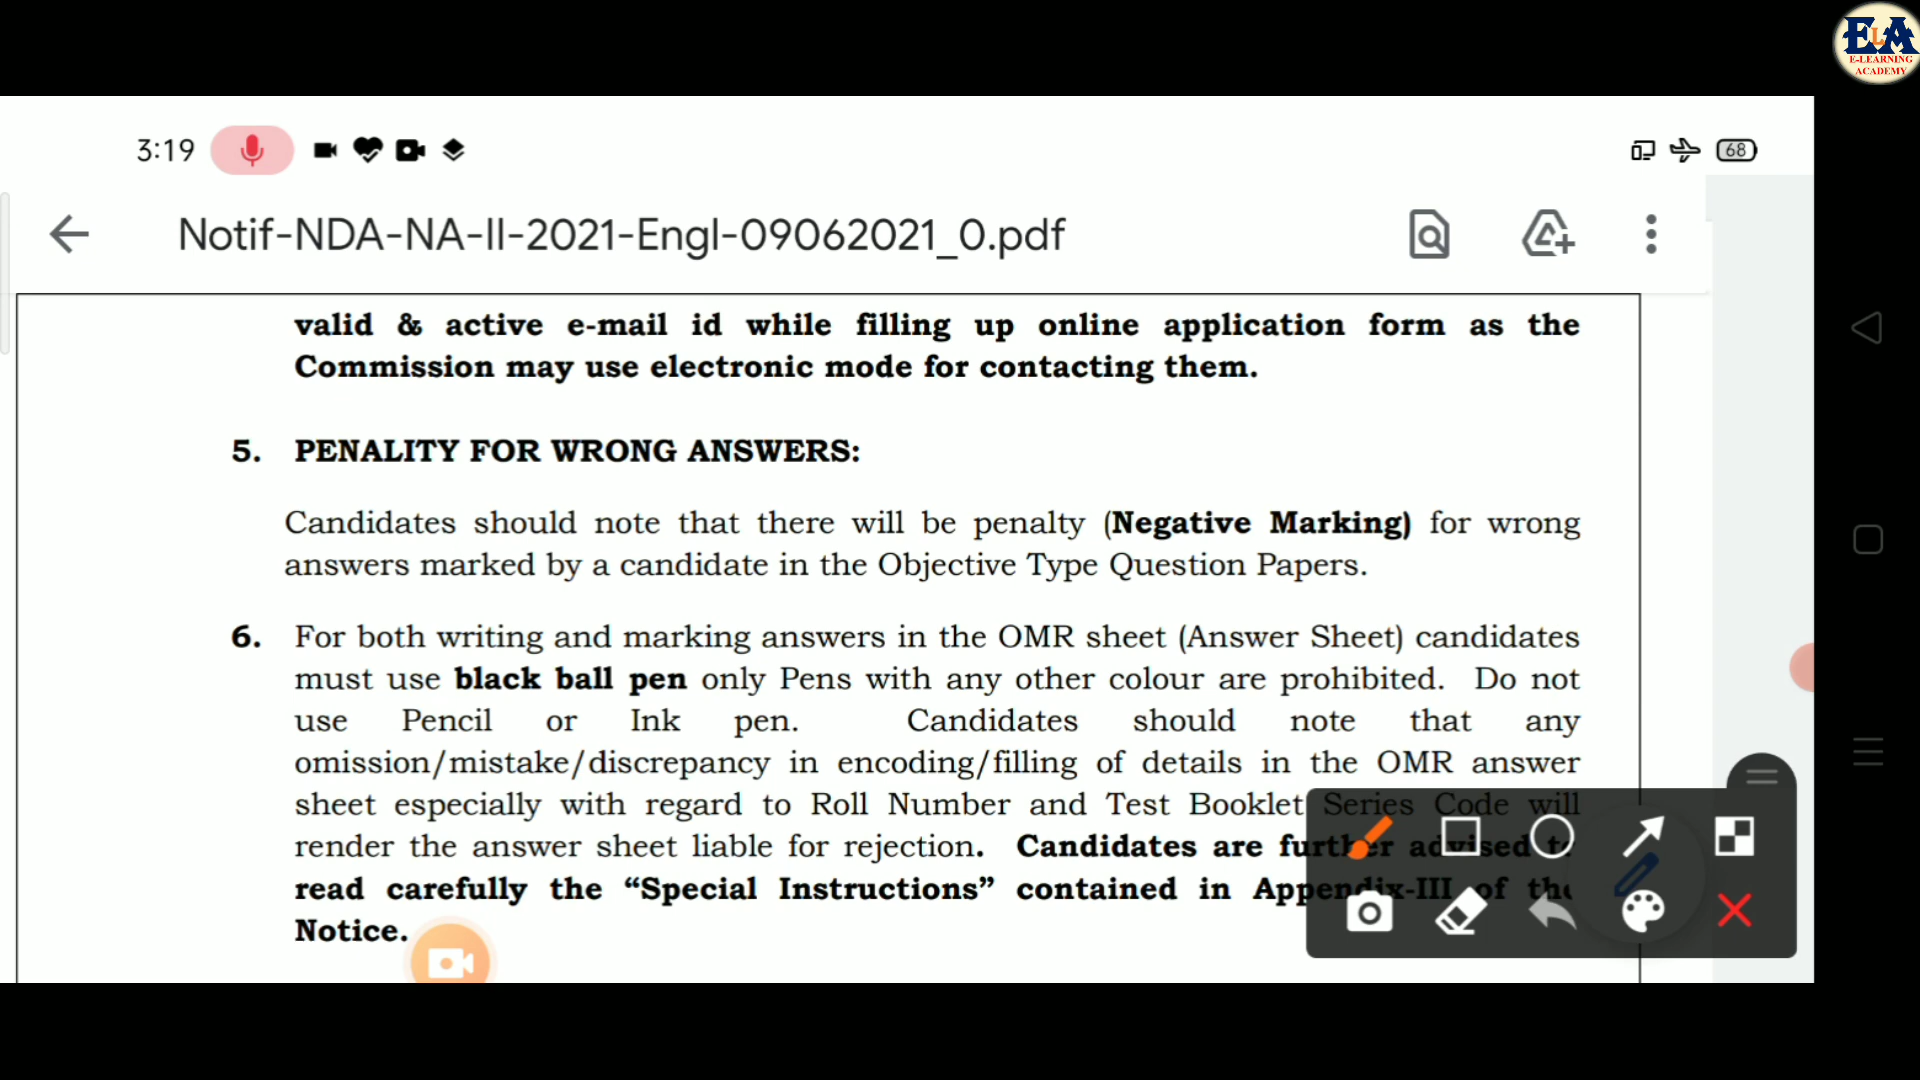 ELA
E-LEARNING
ACADEMY
3:19
68
Notif-NDA-NA-II-2021-Engl-09062021_0.pdf
valid & active e-mail id while filling up online application form as the
Commission may use electronic mode for contacting them.
5. PENALITY FOR WRONG ANSWERS:
Candidates should note that there will be penalty (Negative Marking) for wrong
answers marked by a candidate in the Objective Type Question Papers.
6. For both writing and marking answers in the OMR sheet (Answer Sheet) candidates
must use black ball pen only Pens with any other colour are prohibited. Do not
use Pencil or Ink pen. Candidates should note that any
omission/mistake/discrepancy in encoding/filling of details in the OMR answer
sheet especially with regard to Roll Number and Test Booklet Series Code will
render the answer sheet liable for rejection. Candidates are further advised to
read carefully the “Special Instructions” contained in Appendix-III of the
Notice.